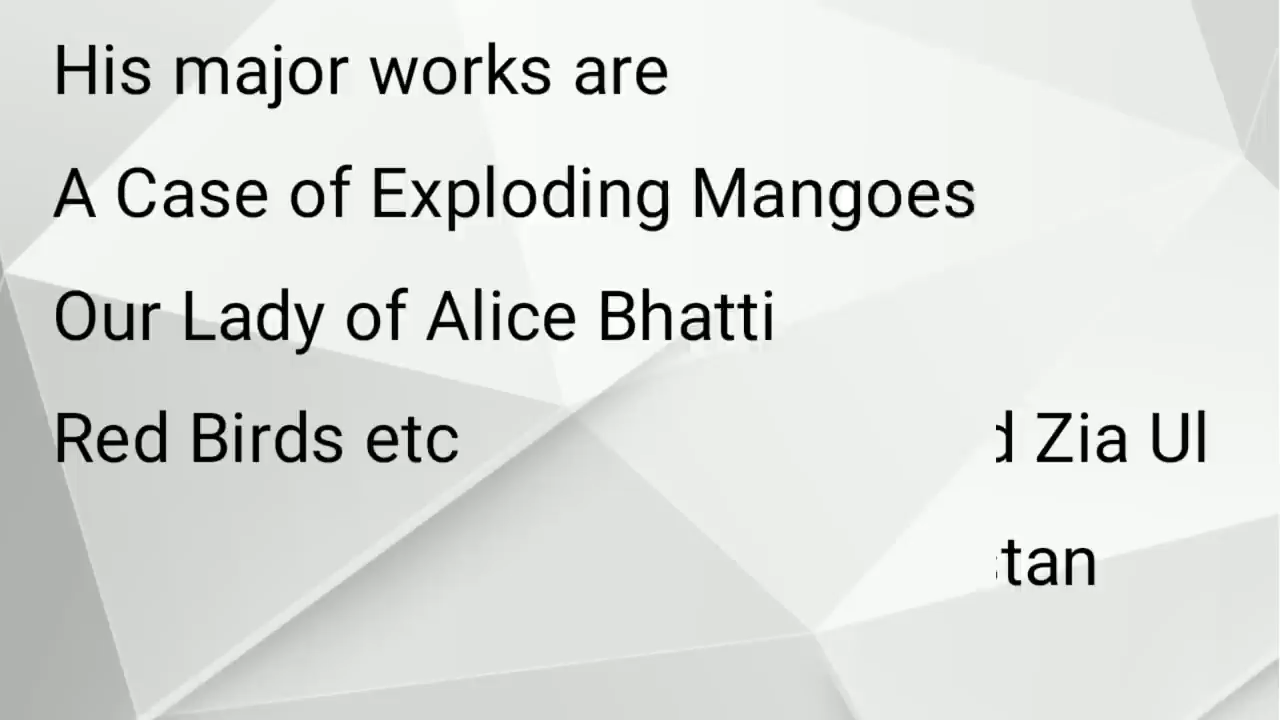 His major works are
A Case of Exploding Mangoes
Our Lady of Alice Bhatti
Red Birds etc
Zia Ul